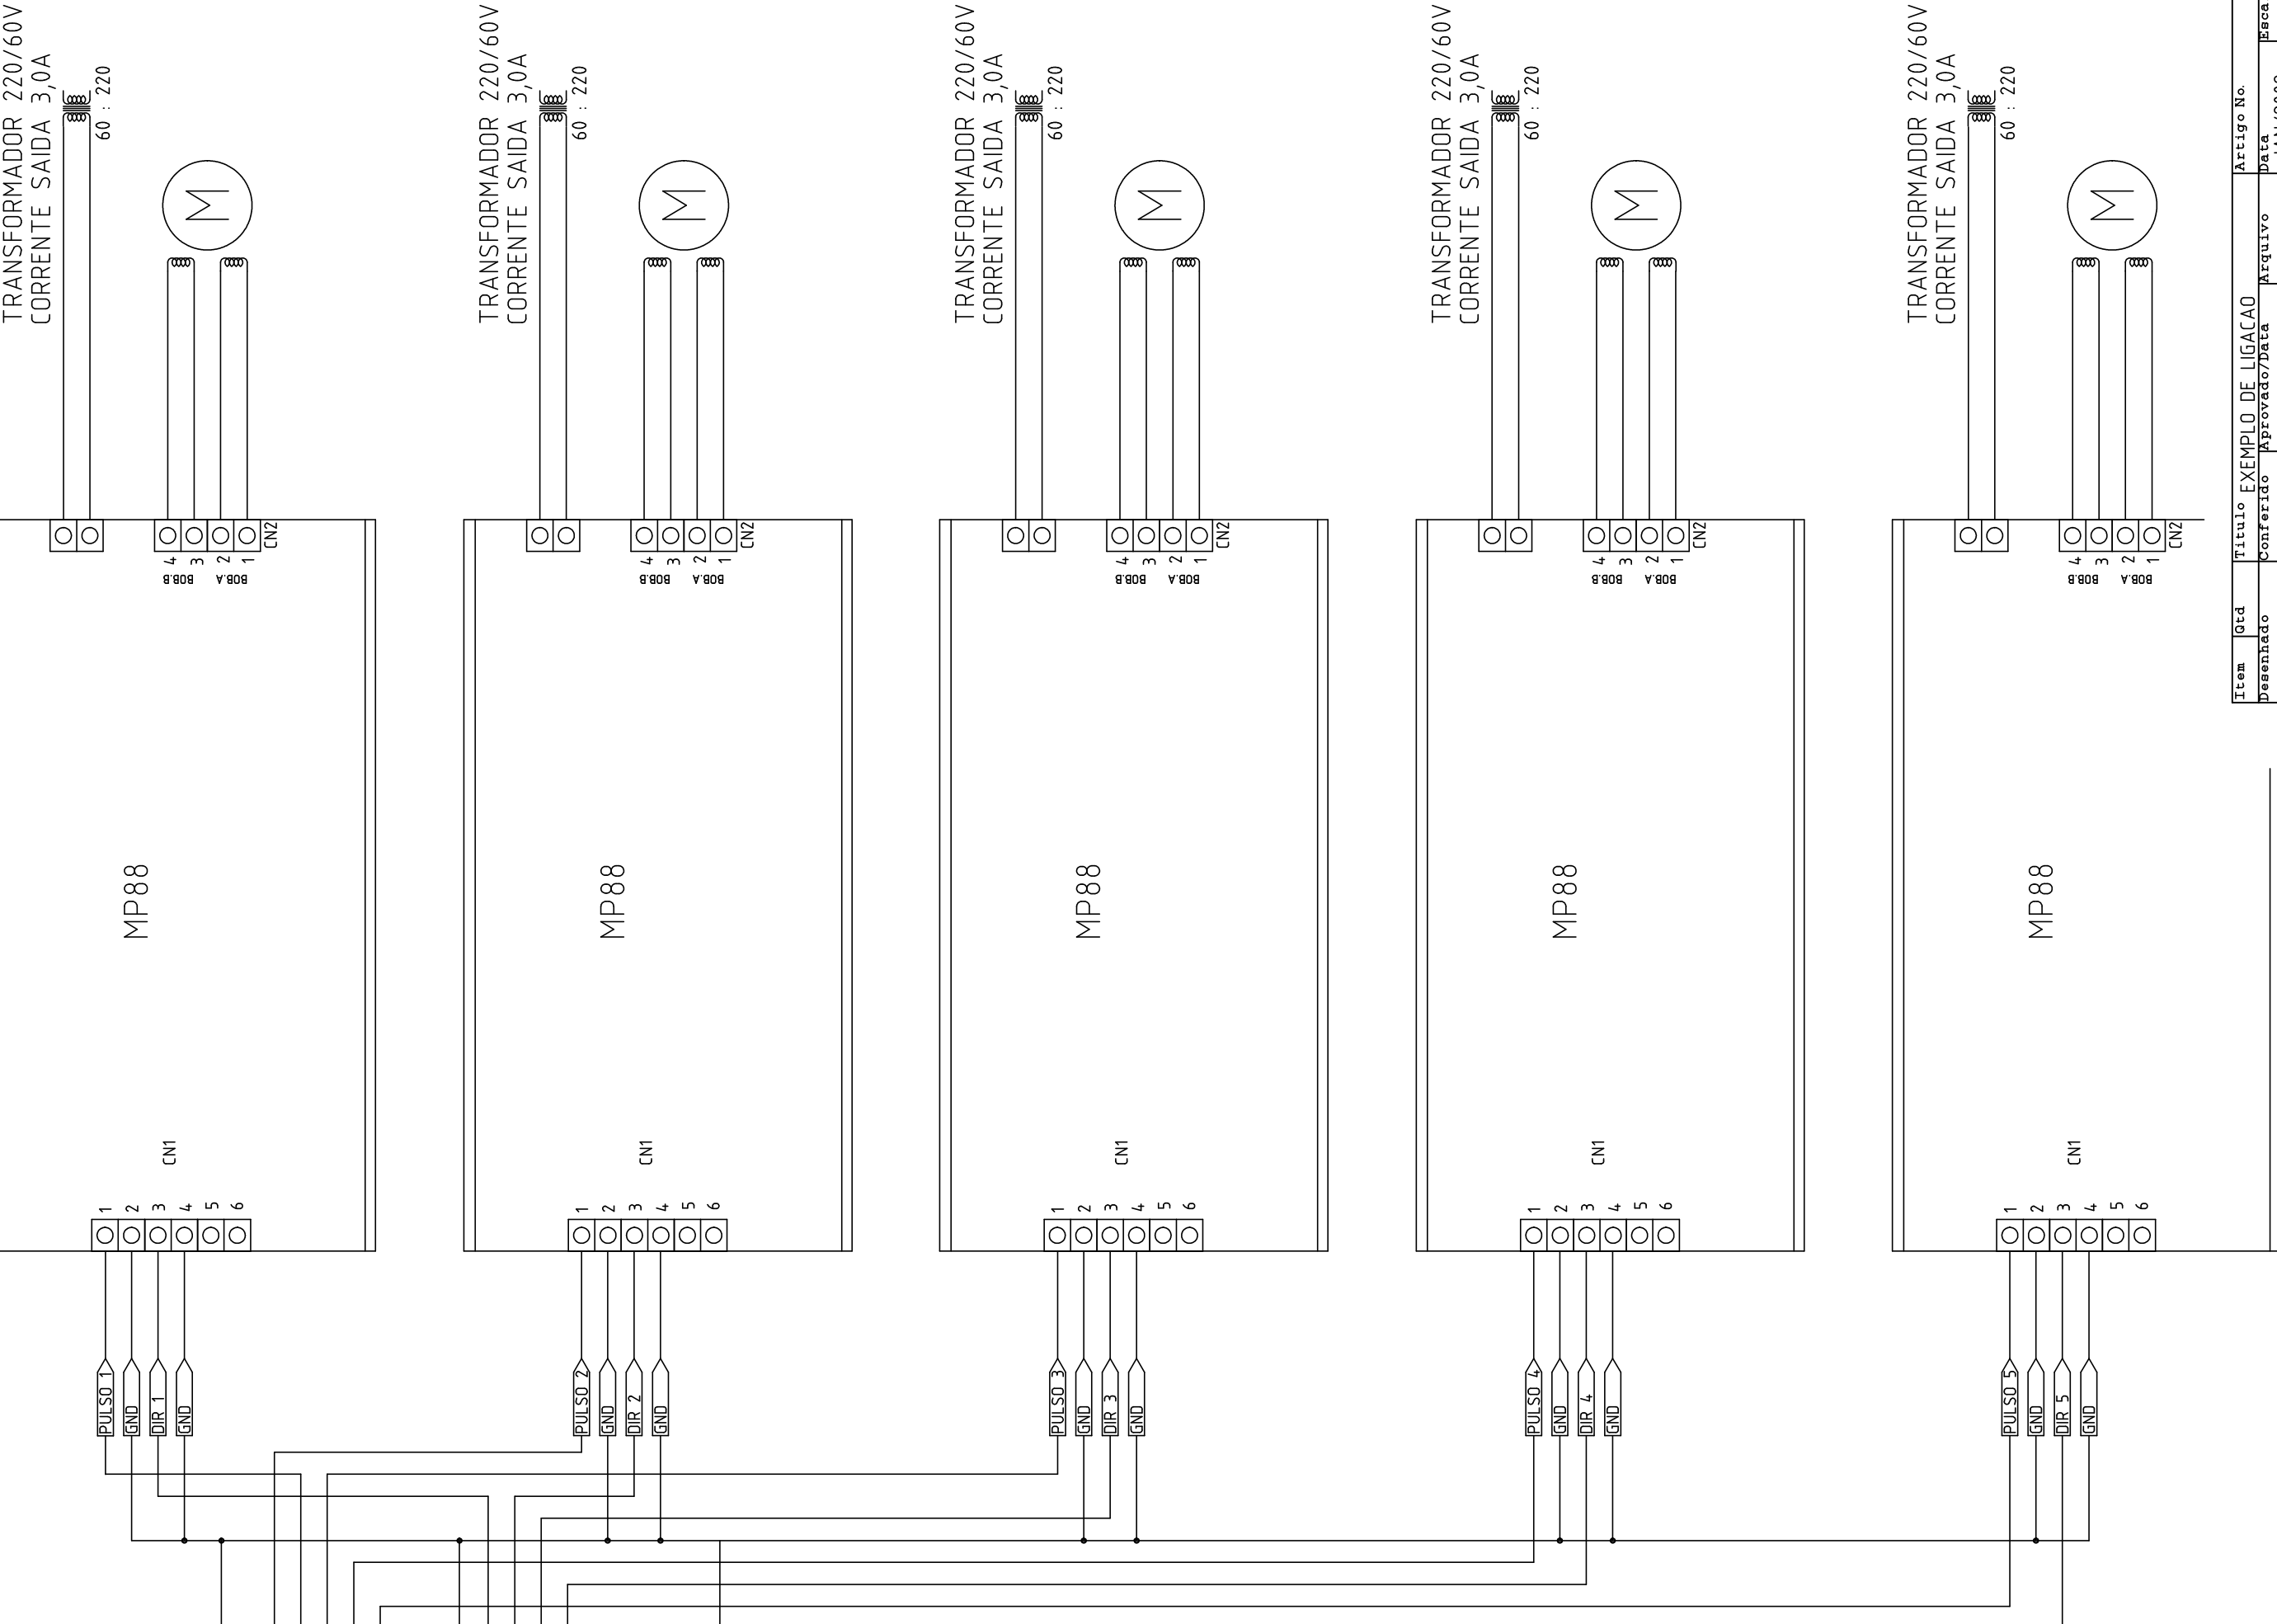 TRANSFORMADOR 220/60V
CORRENTE SAIDA 3,0A
60 : 220
M
4
3
2
1
CN2
BOB.B
BOB.A
MP88
CN1
1
2
3
4
5
6
PULSO 1
GND
DIR 1
GND
TRANSFORMADOR 220/60V
CORRENTE SAIDA 3,0A
60 : 220
M
4
3
2
1
CN2
BOB.B
BOB.A
MP88
CN1
1
2
3
4
5
6
PULSO 2
GND
DIR 2
GND
TRANSFORMADOR 220/60V
CORRENTE SAIDA 3,0A
60 : 220
M
4
3
2
1
CN2
BOB.B
BOB.A
MP88
CN1
1
2
3
4
5
6
PULSO 3
GND
DIR 3
GND
TRANSFORMADOR 220/60V
CORRENTE SAIDA 3,0A
60 : 220
M
4
3
2
1
CN2
BOB.B
BOB.A
MP88
CN1
1
2
3
4
5
6
PULSO 4
GND
DIR 4
GND
TRANSFORMADOR 220/60V
CORRENTE SAIDA 3,0A
60 : 220
M
4
3
2
1
CN2
BOB.B
BOB.A
MP88
CN1
1
2
3
4
5
6
PULSO 5
GND
DIR 5
GND
Item
Qtd
Titulo
EXEMPLO DE LIGACAO
Artigo No.
Desenhado
Conferido
Aprovado/Data
Arquivo
Data
Esca